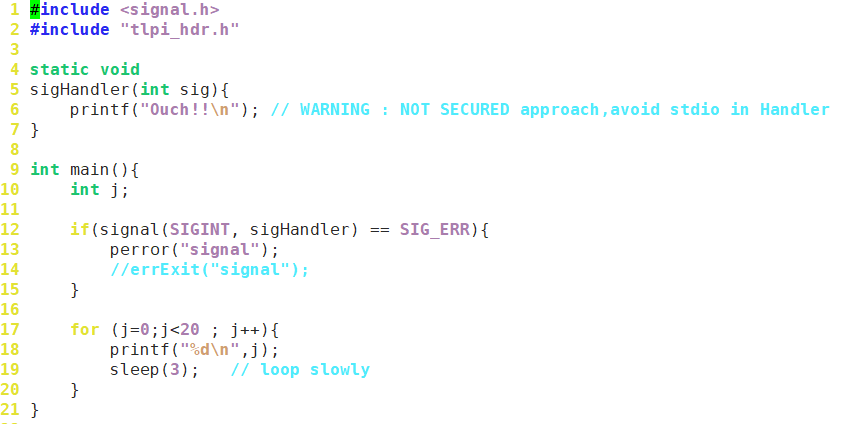 1 #include <signal.h>
2 #include "tlpi_hdr.h"
3
4 static void
5 sigHandler(int sig){
6     printf("Ouch!!\n"); // WARNING : NOT SECURED approach,avoid stdio in Handler
7 }
8
9 int main(){
10     int j;
11
12     if(signal(SIGINT, sigHandler) == SIG_ERR){
13         perror("signal");
14         //errExit("signal");
15     }
16
17     for (j=0;j<20 ; j++){
18         printf("%d\n",j);
19         sleep(3);   // loop slowly
20     }
21 }